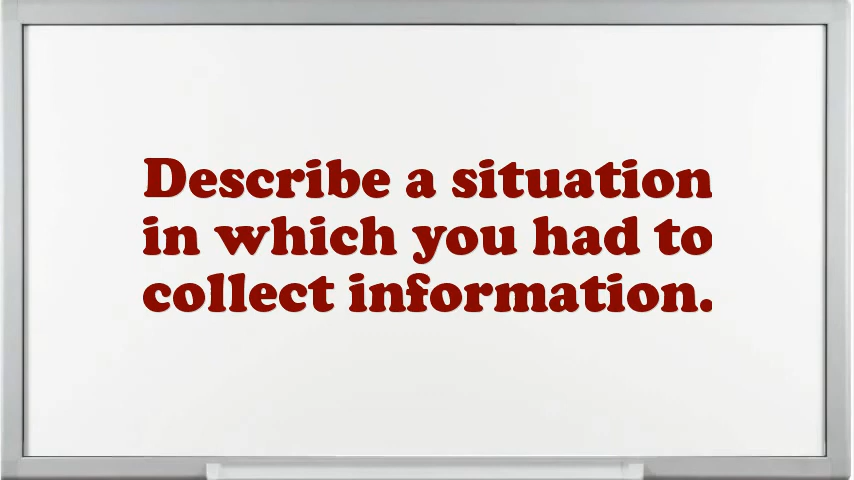 Describe a situation
in which you had to
collect information.